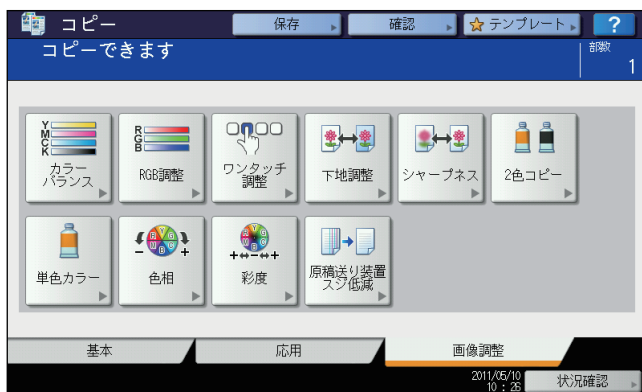 コピー
保存
確認
テンプレート
?
コピーできます
部数
1
Y
M
C
K
カラー
バランス
R
G
B
RGB調整
ワンタッチ
調整
下地調整
シャープネス
2色コピー
単色カラー
Y
G
C
B
M
R
- +
色相
Y
G
C
B
M
R
+↔-↔+
彩度
原稿送り装置
スジ低減
基本
応用
画像調整
2011/05/10
10:26
状況確認